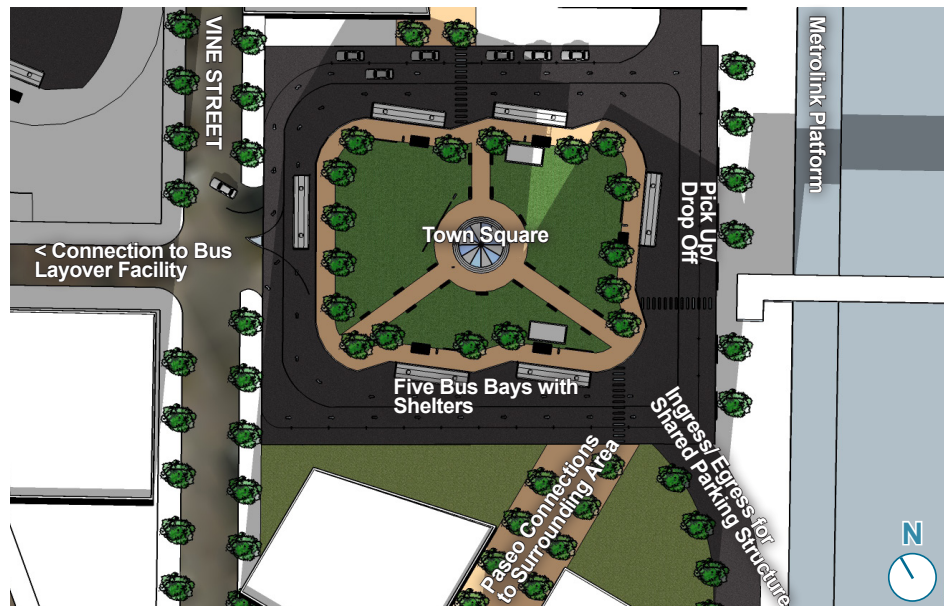 VINE STREET
Metrolink Platform
Pick Up/
Drop Off
Town Square
< Connection to Bus
Layover Facility
Five Bus Bays with
Shelters
Ingress/ Egress for
Shared Parking Structure
Paseo Connections
to Surrounding Area
N